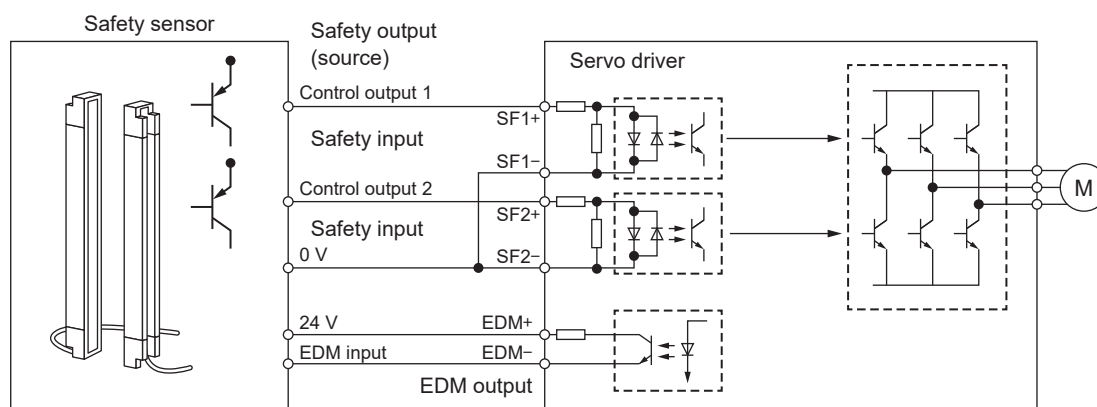 Safety sensor
Safety output
(source)
Servo driver
Control output 1
SF1+
Safety input
SF1−
Control output 2
SF2+
Safety input
0 V
SF2−
M
24 V
EDM+
EDM input
EDM−
EDM output